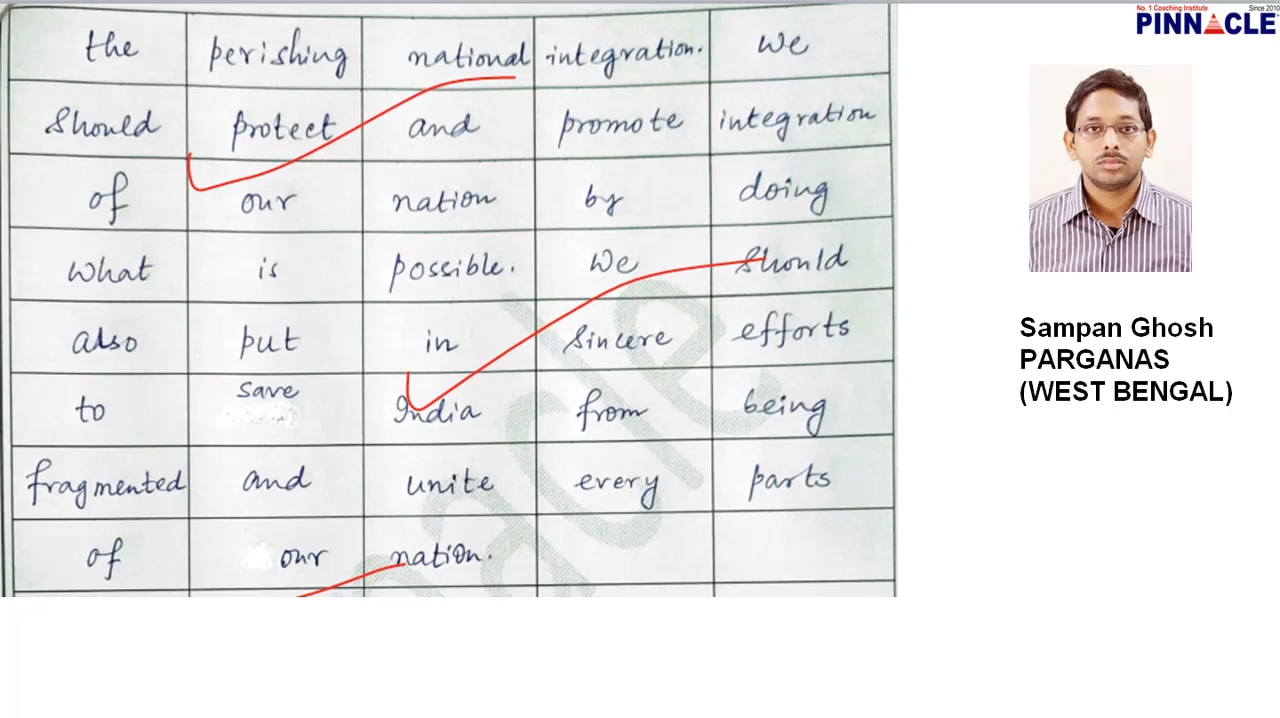 No. 1 Coaching Institute Since 2010
PINNACLE
the perishing national integration. We
Should protect and promote integration
of our nation by doing
what is possible. We should
also put in sincere efforts
to save India from being
fragmented and unite every parts
of our nation.
Sampan Ghosh
PARGANAS
(WEST BENGAL)